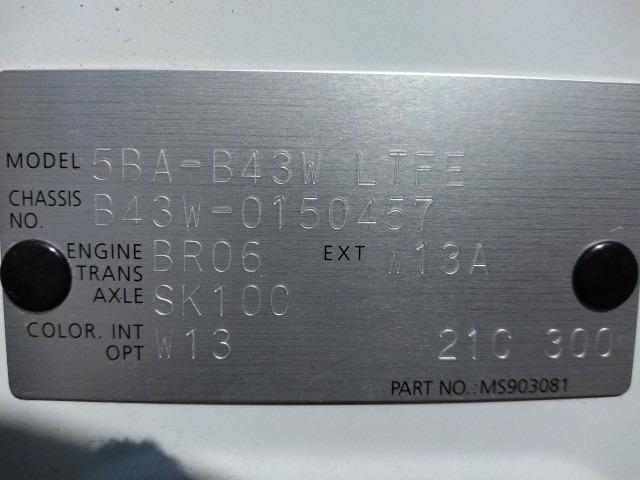 MODEL 5BA-B43W LTFE
CHASSIS NO. B43W-0150457
ENGINE BR06 EXT W13A
TRANS AXLE SK10C
COLOR. INT OPT W13 21C 300
PART NO.:MS903081